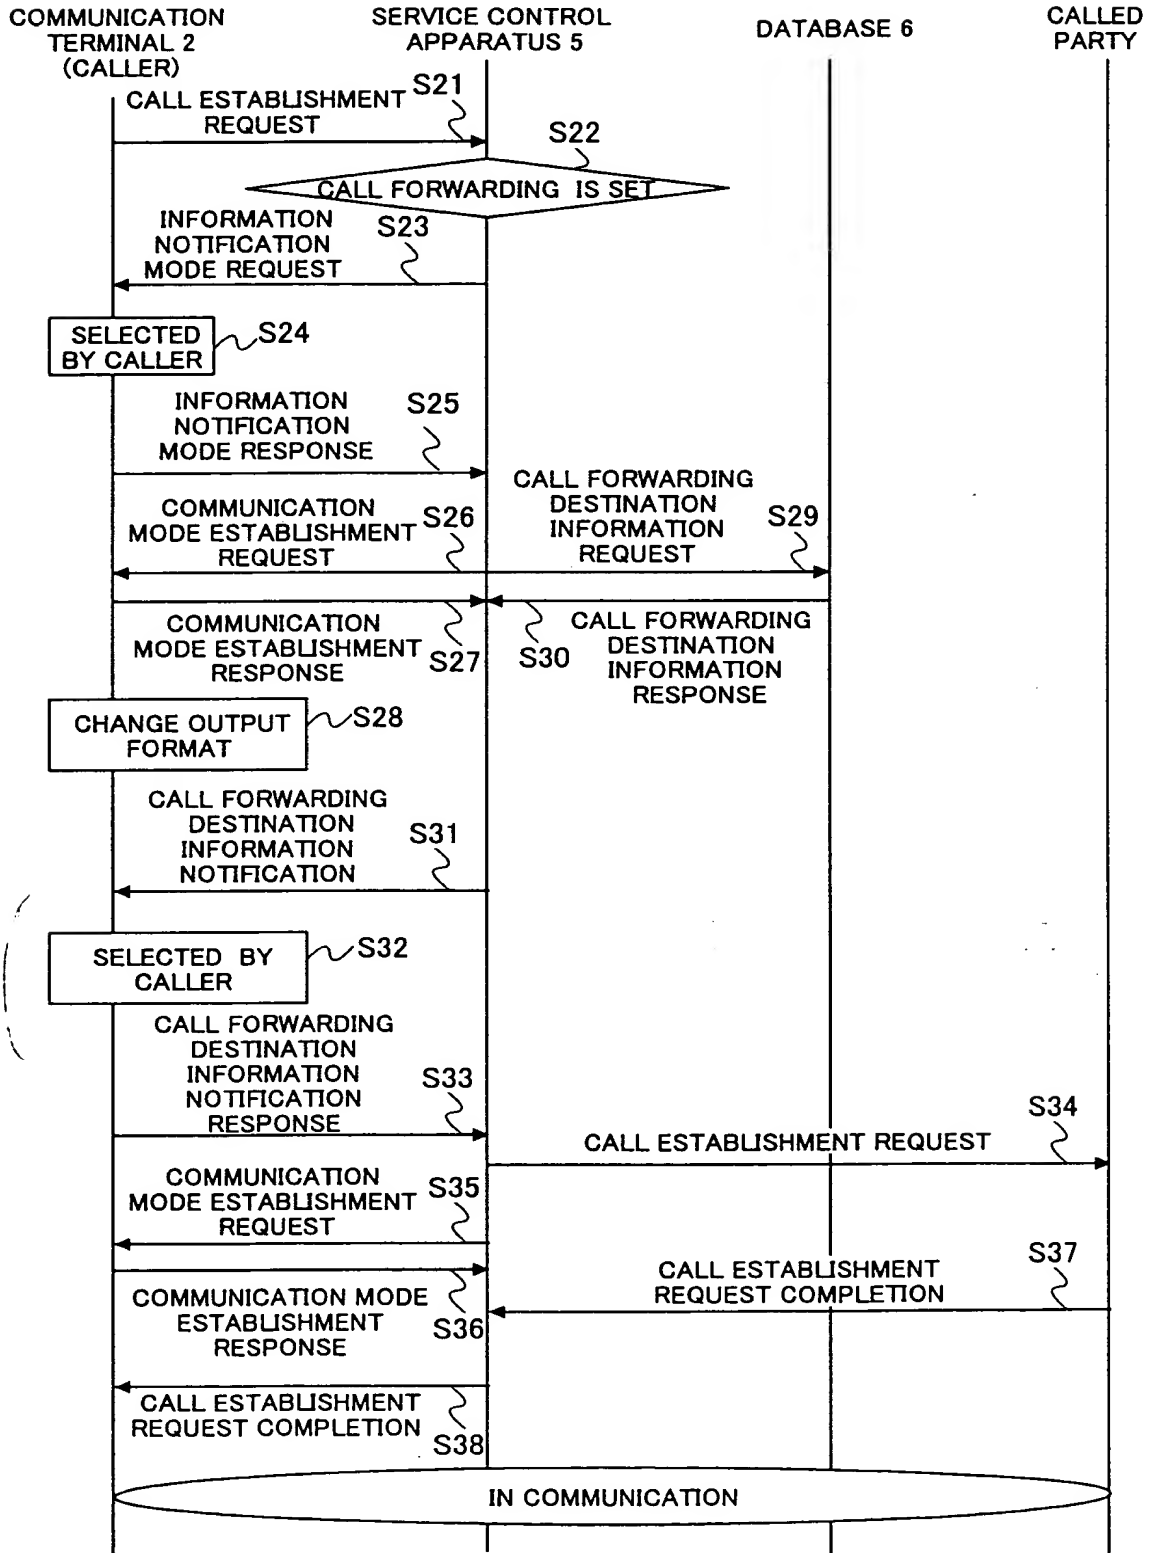 COMMUNICATION
TERMINAL 2
(CALLER)
SERVICE CONTROL
APPARATUS 5
DATABASE 6
CALLED
PARTY
S21
CALL ESTABLISHMENT
REQUEST
S22
CALL FORWARDING IS SET
INFORMATION
NOTIFICATION
MODE REQUEST
S23
SELECTED
BY CALLER
S24
INFORMATION
NOTIFICATION
MODE RESPONSE
S25
CALL FORWARDING
DESTINATION
INFORMATION
REQUEST
S29
COMMUNICATION
MODE ESTABLISHMENT
REQUEST
S26
COMMUNICATION
MODE ESTABLISHMENT
RESPONSE
S27
S30
CALL FORWARDING
DESTINATION
INFORMATION
RESPONSE
CHANGE OUTPUT
FORMAT
S28
CALL FORWARDING
DESTINATION
INFORMATION
NOTIFICATION
S31
SELECTED BY
CALLER
S32
CALL FORWARDING
DESTINATION
INFORMATION
NOTIFICATION
RESPONSE
S33
S34
CALL ESTABLISHMENT REQUEST
COMMUNICATION
MODE ESTABLISHMENT
REQUEST
S35
S37
CALL ESTABLISHMENT
REQUEST COMPLETION
COMMUNICATION MODE
ESTABLISHMENT
RESPONSE
S36
CALL ESTABLISHMENT
REQUEST COMPLETION
S38
IN COMMUNICATION